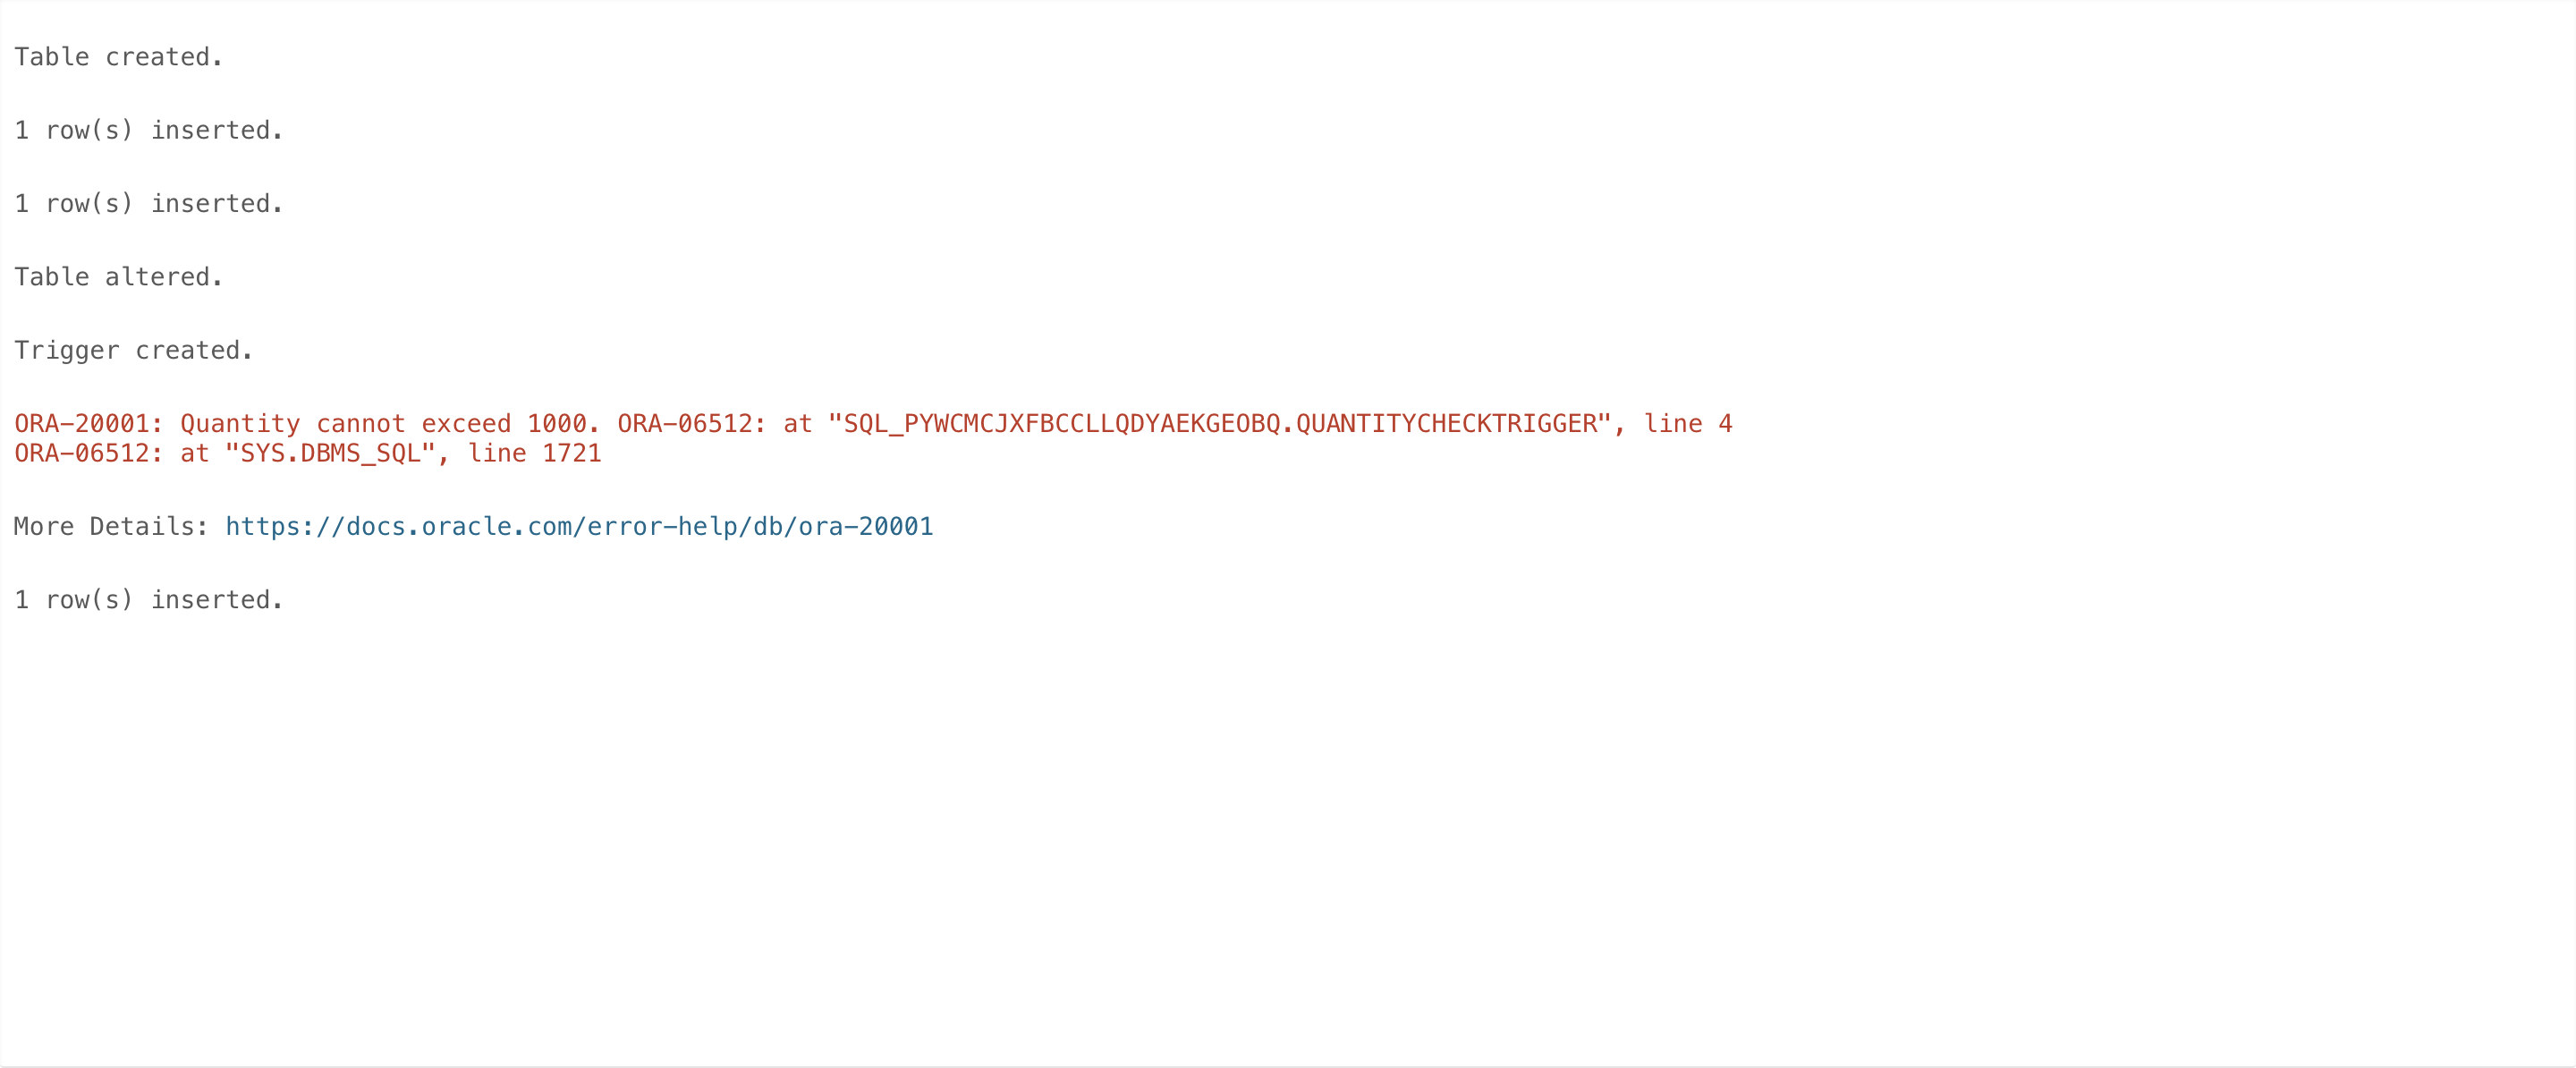 Table created.
1 row(s) inserted.
1 row(s) inserted.
Table altered.
Trigger created.
ORA-20001: Quantity cannot exceed 1000. ORA-06512: at "SQL_PYWCMCJXFBCCLLQDYAEKGEOBQ.QUANTITYCHECKTRIGGER", line 4
ORA-06512: at "SYS.DBMS_SQL", line 1721
More Details: https://docs.oracle.com/error-help/db/ora-20001
1 row(s) inserted.